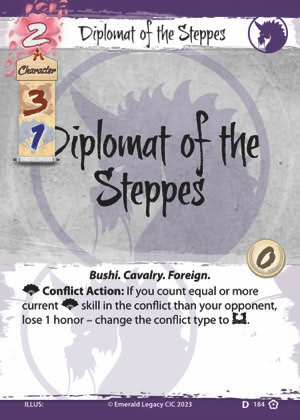 2
Diplomat of the Steppes
Character
3
1
Diplomat of the
Steppes
0
Bushi. Cavalry. Foreign.
Conflict Action: If you count equal or more
current skill in the conflict than your opponent,
lose 1 honor – change the conflict type to .
ILLUS:
© Emerald Legacy CIC 2023
D 184